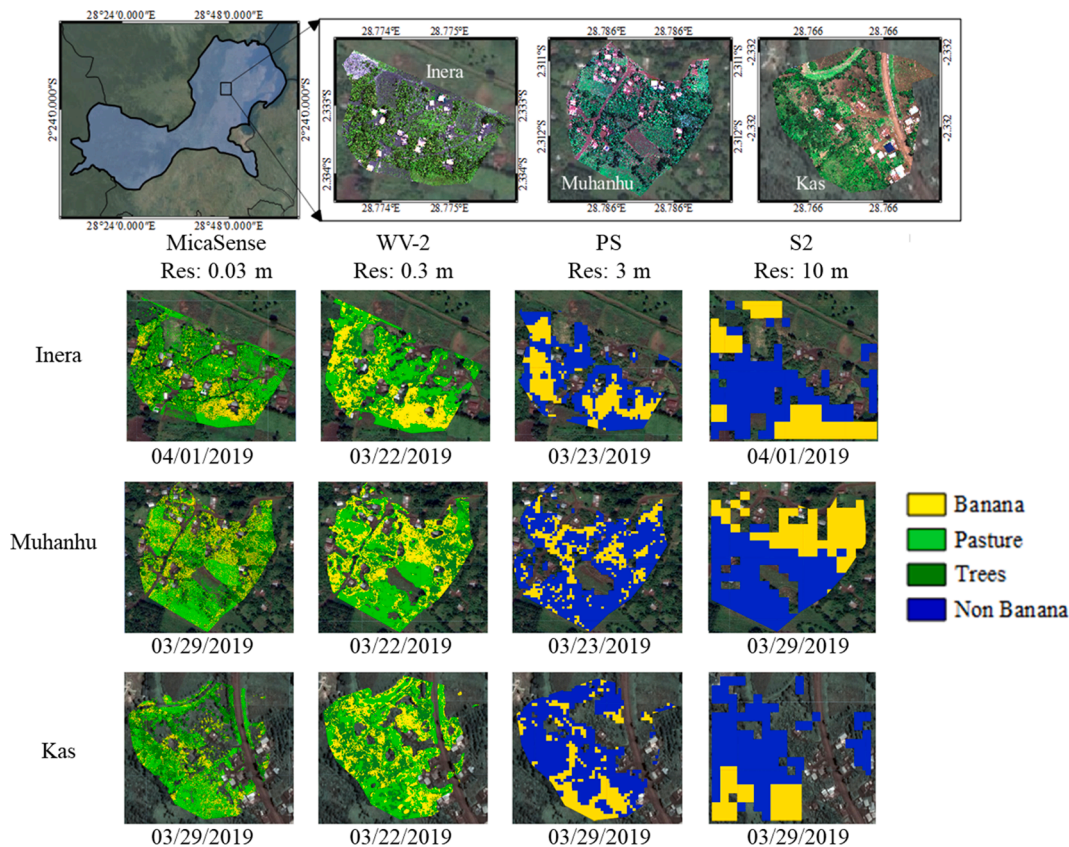 28°24′0.000″E 28°48′0.000″E
28.774°E 28.775°E 28.786°E 28.786°E 28.766 28.766
2°24′0.000″S 2°24′0.000″S
2.333°S 2.334°S 2.333°S 2.334°S
2.311°S 2.312°S 2.311°S 2.312°S
-2.332 -2.332 -2.332 -2.332
Inera
Muhanhu
Kas
28.774°E 28.775°E 28.786°E 28.786°E 28.766 28.766
28°24′0.000″E 28°48′0.000″E
MicaSense WV-2 PS S2
Res: 0.03 m Res: 0.3 m Res: 3 m Res: 10 m
Inera
04/01/2019 03/22/2019 03/23/2019 04/01/2019
Muhanhu
03/29/2019 03/22/2019 03/23/2019 03/29/2019
Kas
03/29/2019 03/22/2019 03/29/2019 03/29/2019
Banana
Pasture
Trees
Non Banana